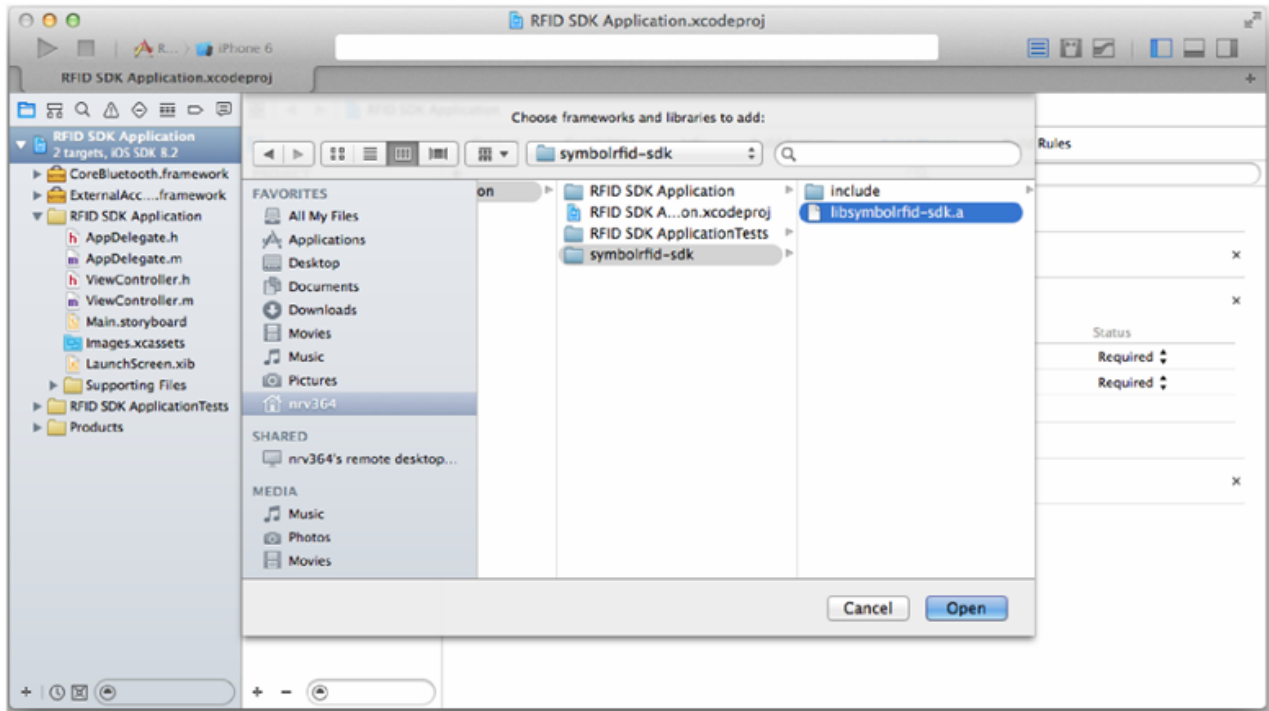 RFID SDK Application.xcodeproj
R... iPhone 6
RFID SDK Application.xcodeproj
RFID SDK Application
Choose frameworks and libraries to add:
RFID SDK Application
2 targets, iOS SDK 8.2
CoreBluetooth.framework
ExternalAcc....framework
RFID SDK Application
h AppDelegate.h
m AppDelegate.m
h ViewController.h
m ViewController.m
Main.storyboard
Images.xcassets
LaunchScreen.xib
Supporting Files
RFID SDK ApplicationTests
Products
symbolrfid-sdk
FAVORITES
All My Files
Applications
Desktop
Documents
Downloads
Movies
Music
Pictures
nrv364
SHARED
nrv364's remote desktop...
MEDIA
Music
Photos
Movies
on
RFID SDK Application
RFID SDK A...on.xcodeproj
RFID SDK ApplicationTests
symbolrfid-sdk
include
libsymbolrfid-sdk.a
Rules
Status
Required
Required
Cancel
Open